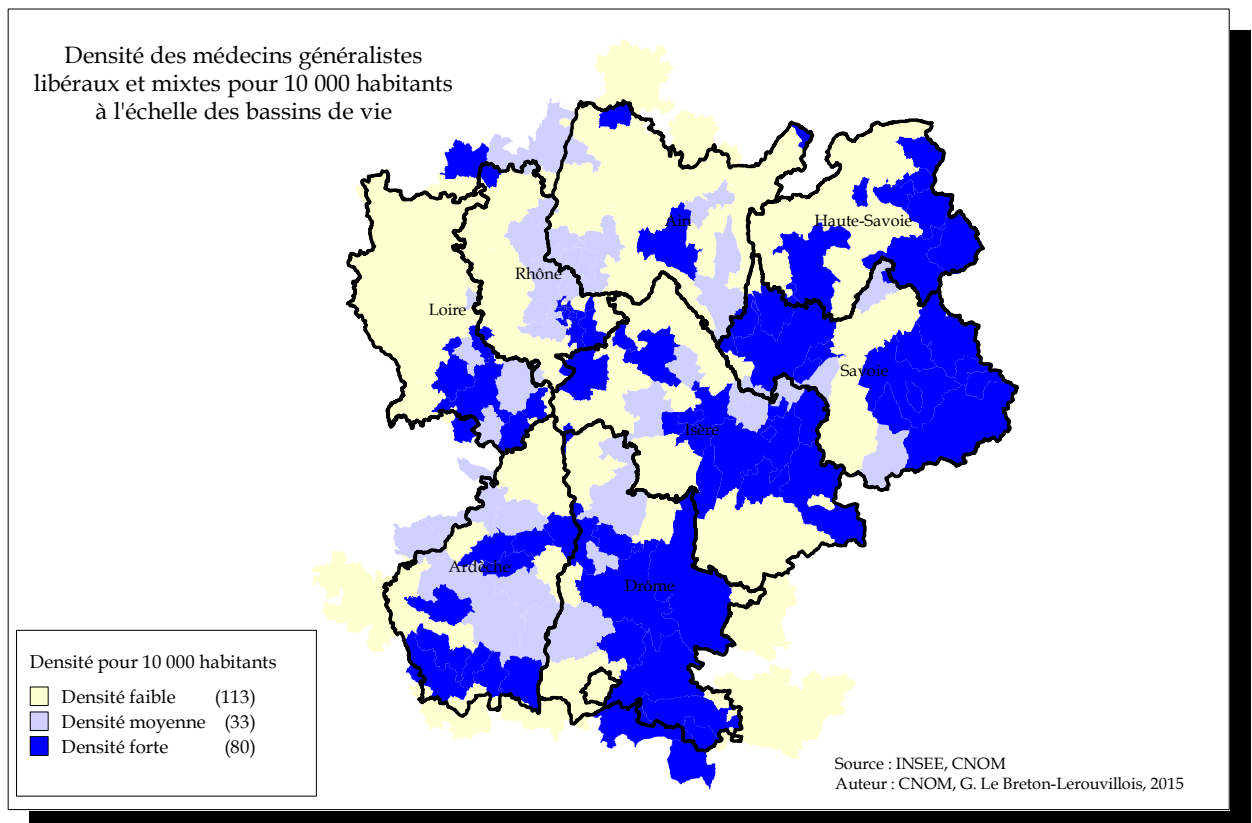 Densité des médecins généralistes
libéraux et mixtes pour 10 000 habitants
à l'échelle des bassins de vie
Ain
Haute-Savoie
Rhône
Loire
Savoie
Isère
Ardèche
Drôme
Densité pour 10 000 habitants
Densité faible (113)
Densité moyenne (33)
Densité forte (80)
Source : INSEE, CNOM
Auteur : CNOM, G. Le Breton-Lerouvillois, 2015